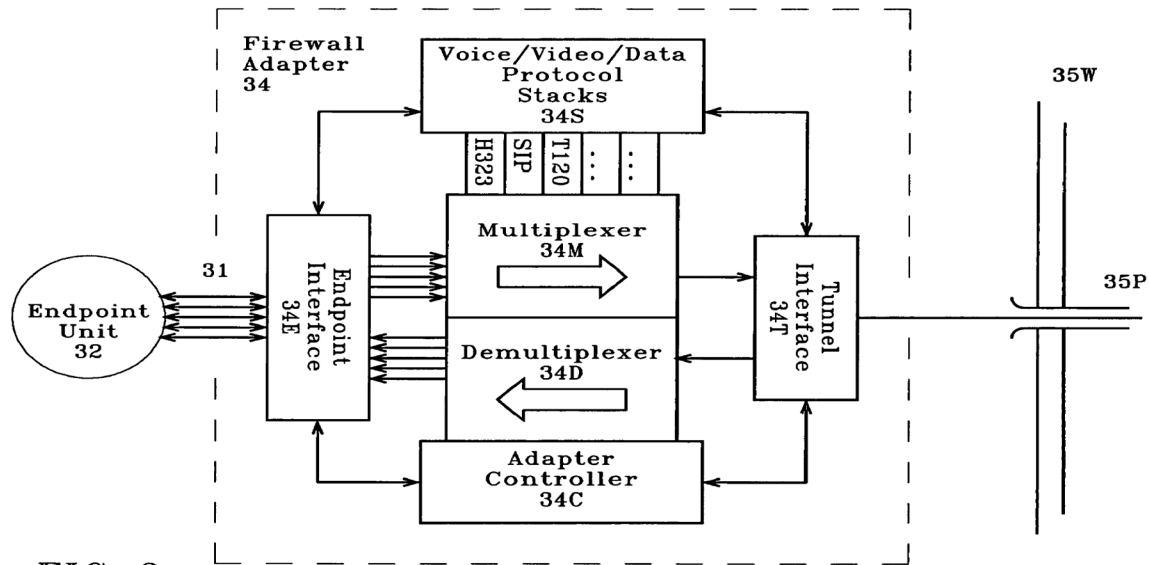 Firewall
Adapter
34
Voice/Video/Data
Protocol
Stacks
34S
H323
SIP
T120
...
...
35W
Multiplexer
34M
31
Endpoint
Interface
34E
Tunnel
Interface
34T
35P
Endpoint
Unit
32
Demultiplexer
34D
Adapter
Controller
34C